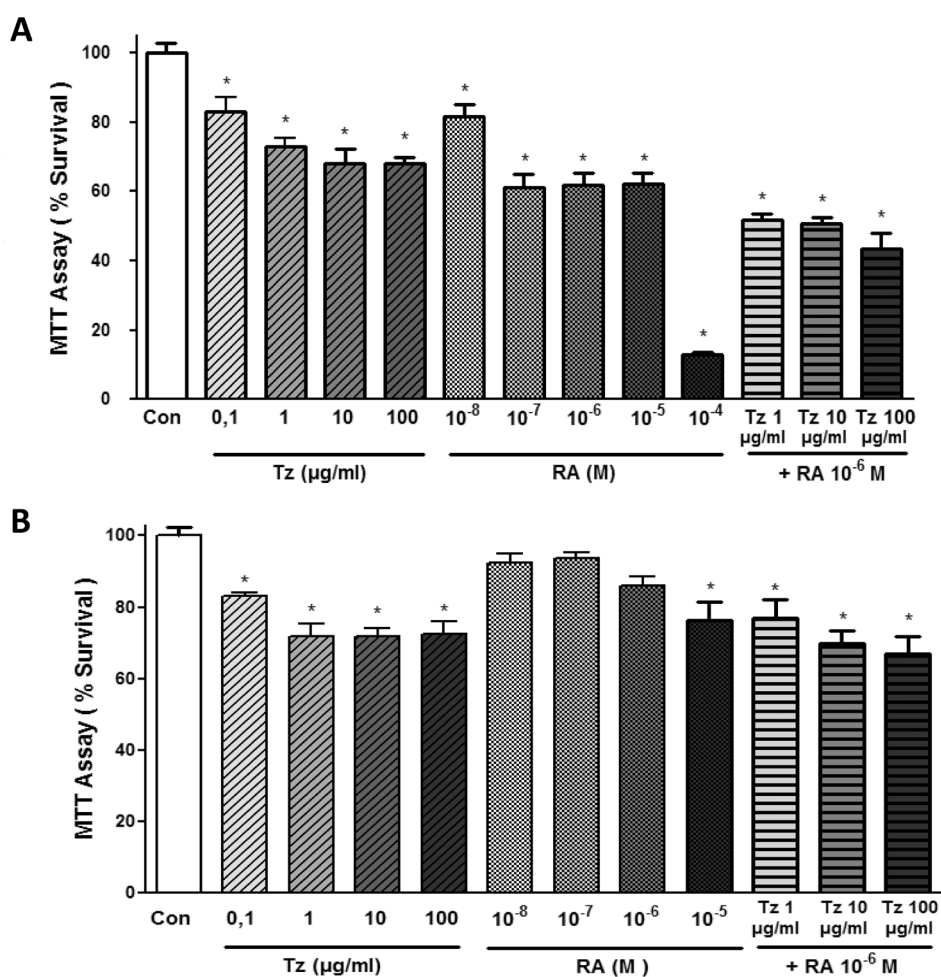 A
MTT Assay ( % Survival )
100
80
60
40
20
0
* * * * * * * * * * * *
Con 0,1 1 10 100 10-8 10-7 10-6 10-5 10-4 Tz 1 µg/ml Tz 10 µg/ml Tz 100 µg/ml
Tz (µg/ml) RA (M) + RA 10-6 M
B
MTT Assay ( % Survival )
100
80
60
40
20
0
* * * * * * * *
Con 0,1 1 10 100 10-8 10-7 10-6 10-5 Tz 1 µg/ml Tz 10 µg/ml Tz 100 µg/ml
Tz (µg/ml) RA (M ) + RA 10-6 M